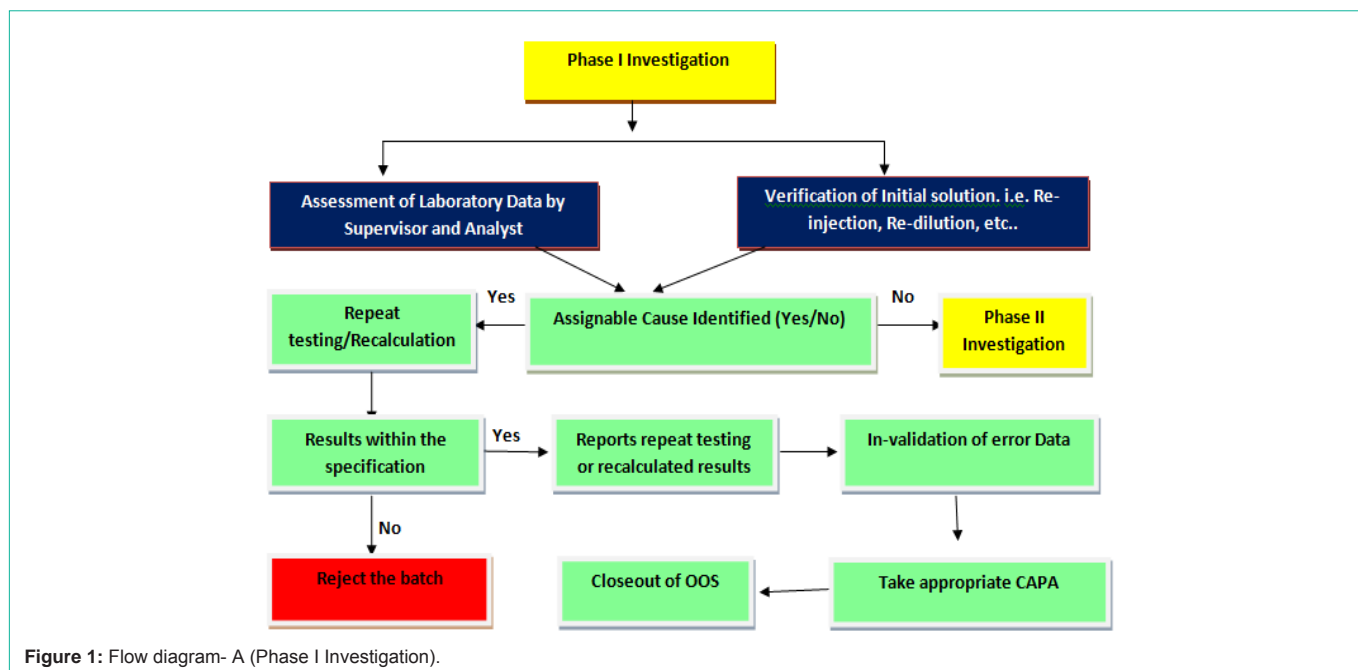 Phase I Investigation
Assessment of Laboratory Data by
Supervisor and Analyst
Verification of Initial solution. i.e. Re-
injection, Re-dilution, etc..
Repeat
testing/Recalculation
Yes
Assignable Cause Identified (Yes/No)
No
Phase II
Investigation
Results within the
specification
Yes
Reports repeat testing
or recalculated results
In-validation of error Data
No
Reject the batch
Closeout of OOS
Take appropriate CAPA
Figure 1: Flow diagram- A (Phase I Investigation).